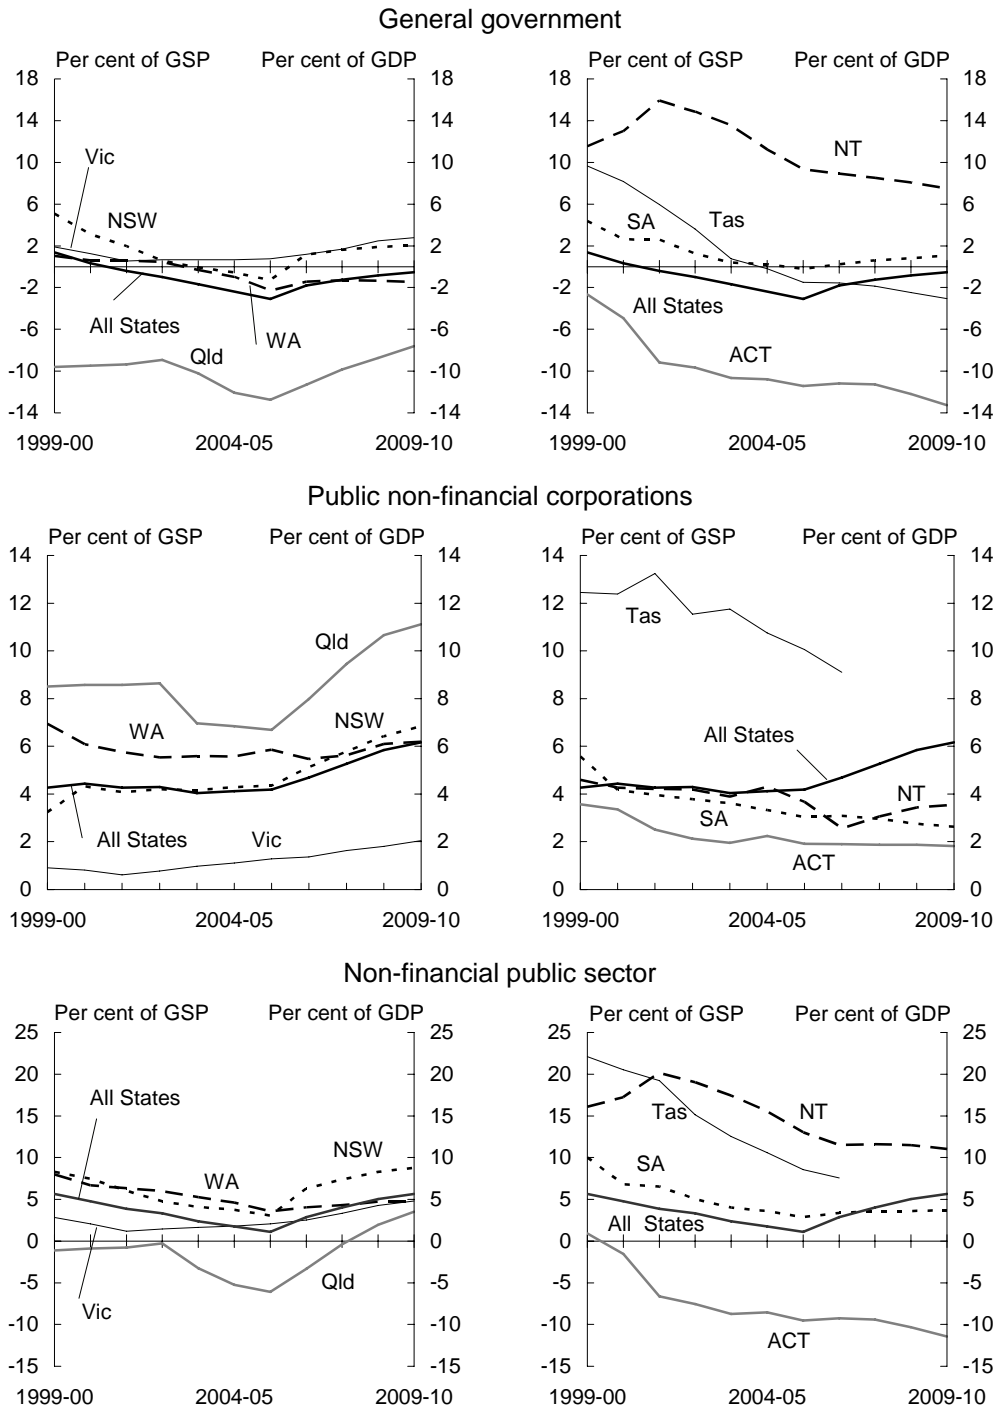 General government
Per cent of GSP Per cent of GDP Per cent of GSP Per cent of GDP
18 18 18 18
14 14 14 14
NT
Vic
10 10 10 10
6 6 6 6
NSW SA Tas
2 2 2 2
-2 -2 -2 -2
All States WA All States
-6 -6 -6 -6
Qld ACT
-10 -10 -10 -10
-14 -14 -14 -14
1999-00 2004-05 2009-10 1999-00 2004-05 2009-10
Public non-financial corporations
Per cent of GSP Per cent of GDP Per cent of GSP Per cent of GDP
14 14 14 14
12 12 12 12
Qld Tas
10 10 10 10
8 8 8 8
WA NSW All States
6 6 6 6
4 4 4 4
NT
SA
All States Vic
2 2 2 2
ACT
0 0 0 0
1999-00 2004-05 2009-10 1999-00 2004-05 2009-10
Non-financial public sector
Per cent of GSP Per cent of GDP Per cent of GSP Per cent of GDP
25 25 25 25
20 20 20 20
All States Tas NT
15 15 15 15
10 10 10 10
WA NSW SA
5 5 5 5
All States
0 0 0 0
Qld
-5 -5 -5 -5
Vic
-10 -10 -10 -10
ACT
-15 -15 -15 -15
1999-00 2004-05 2009-10 1999-00 2004-05 2009-10